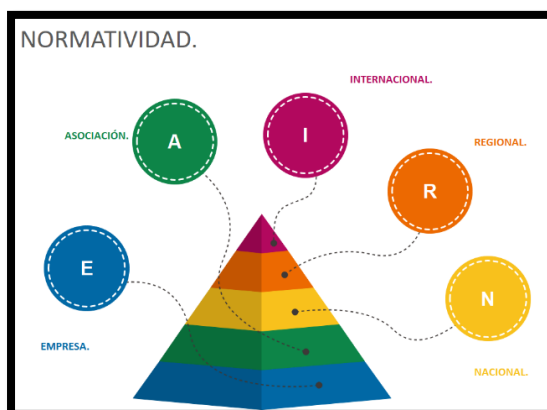 NORMATIVIDAD.
INTERNACIONAL.
ASOCIACIÓN.
A
I
REGIONAL.
R
E
N
EMPRESA.
NACIONAL.